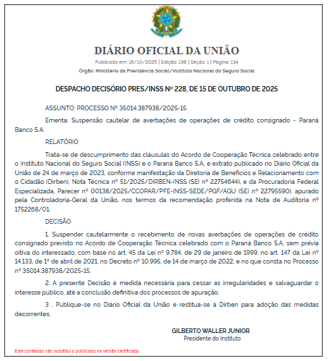 DIÁRIO OFICIAL DA UNIÃO
Publicado em: 16/10/2025 | Edição: 198 | Seção: 1 | Página: 134
Órgão: Ministério da Previdência Social/Instituto Nacional do Seguro Social
DESPACHO DECISÓRIO PRES/INSS Nº 228, DE 15 DE OUTUBRO DE 2025
ASSUNTO: PROCESSO Nº 35014.387938/2025-15.
Ementa: Suspensão cautelar de averbações de operações de crédito consignado - Paraná
Banco S.A.
RELATÓRIO
Trata-se de descumprimento das cláusulas do Acordo de Cooperação Técnica celebrado entre
o Instituto Nacional do Seguro Social (INSS) e o Paraná Banco S.A. e extrato publicado no Diário Oficial da
União de 24 de março de 2023, conforme manifestação da Diretoria de Benefícios e Relacionamento com
o Cidadão (Dirben), Nota Técnica nº 51/2025/DIRBEN-INSS (SEI nº 22754644), e da Procuradoria Federal
Especializada, Parecer nº 00138/2025/CCOPAR/PFE-INSS-SEDE/PGF/AGU (SEI nº 22795590), apurado
pela Controladoria-Geral da União, nos termos da recomendação proferida na Nota de Auditoria nº
1752268/01.
DECISÃO
1. Suspender cautelarmente o recebimento de novas averbações de operações de crédito
consignado previsto no Acordo de Cooperação Técnica celebrado com o Paraná Banco S.A, sem prévia
oitiva do interessado, com base no art. 45 da Lei nº 9.784, de 29 de janeiro de 1999, no art. 147 da Lei nº
14.133, de 1º de abril de 2021, no Decreto nº 10.995, de 14 de março de 2022, e no que consta no Processo
nº 35014.387938/2025-15.
2. A presente Decisão é medida necessária para cessar as irregularidades e salvaguardar o
interesse público, até a conclusão definitiva dos processos de apuração.
3 . Publique-se no Diário Oficial da União e restitua-se à Dirben para adoção das medidas
decorrentes.
GILBERTO WALLER JUNIOR
Presidente do Instituto
Este conteúdo não substitui o publicado na versão certificada.